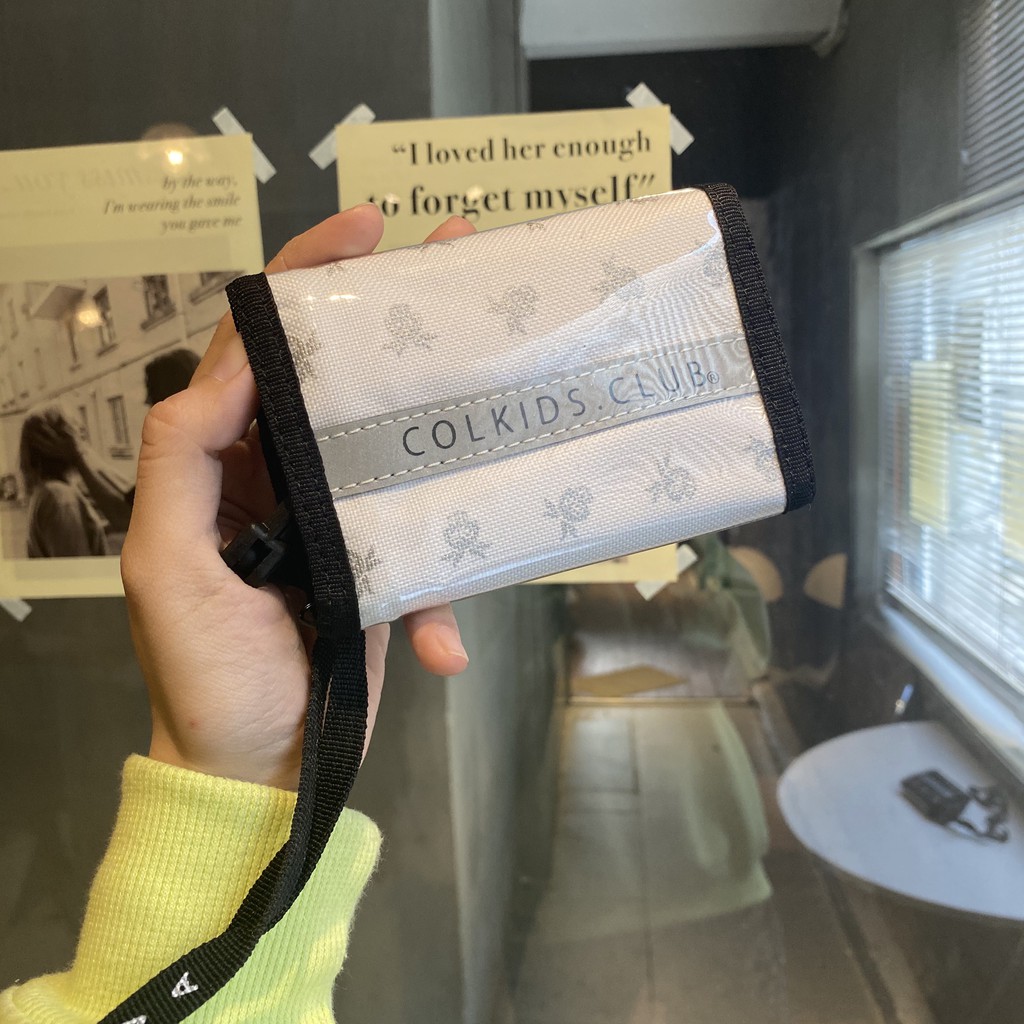 by the way,
I'm wearing the smile
you gave me
“I loved her enough
to forget myself”
COLKIDS.CLUB®
A